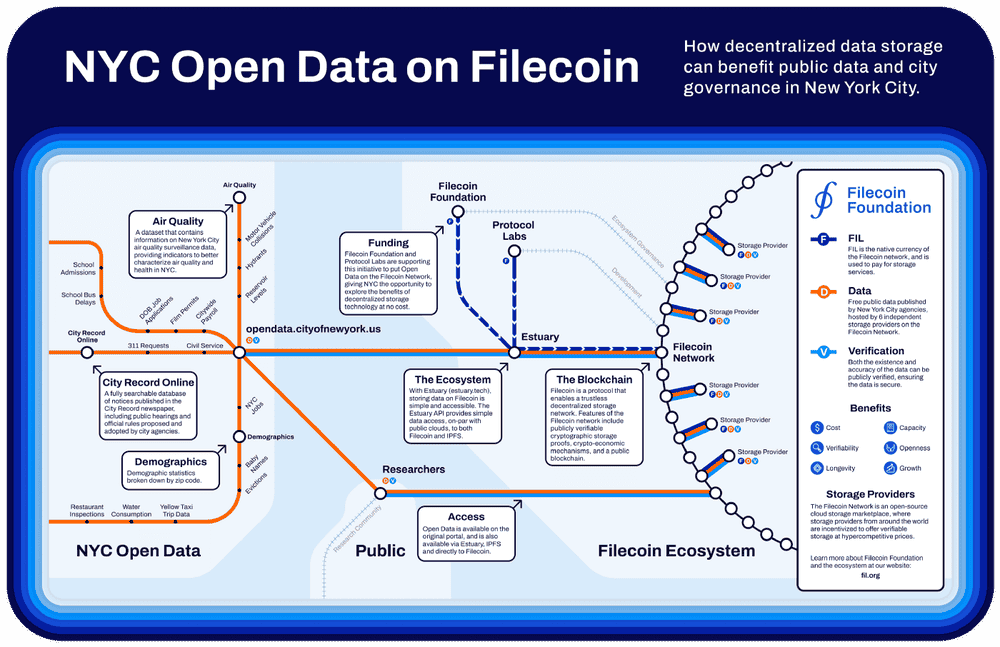 NYC Open Data on Filecoin
How decentralized data storage
can benefit public data and city
governance in New York City.
Air Quality
Air Quality
A dataset that contains
information on New York City
air quality surveillance data,
providing indicators to better
characterize air quality and
health in NYC.
Motor Vehicle
Collisions
Hydrants
Reservoir
Levels
School
Admissions
School Bus
Delays
DOB Job
Applications
Film Permits
Citywide
Payroll
City Record
Online
311 Requests
Civil Service
opendata.cityofnewyork.us
D V
City Record Online
A fully searchable database
of notices published in the
City Record newspaper,
including public hearings and
official rules proposed and
adopted by city agencies.
NYC
Jobs
Demographics
Demographics
Demographic statistics
broken down by zip code.
Baby
Names
Evictions
Restaurant
Inspections
Water
Consumption
Yellow Taxi
Trip Data
NYC Open Data
Filecoin
Foundation
F
Protocol
Labs
F
Funding
Filecoin Foundation and
Protocol Labs are supporting
this initiative to put Open
Data on the Filecoin Network,
giving NYC the opportunity to
explore the benefits of
decentralized storage
technology at no cost.
Ecosystem Governance
Development
Estuary
The Ecosystem
With Estuary (estuary.tech),
storing data on Filecoin is
simple and accessible. The
Estuary API provides simple
data access, on-par with
public clouds, to both
Filecoin and IPFS.
The Blockchain
Filecoin is a protocol that
enables a trustless
decentralized storage
network. Features of the
Filecoin network include
publicly verifiable
cryptographic storage
proofs, crypto-economic
mechanisms, and a public
blockchain.
Filecoin
Network
Storage Provider
F D V
Storage Provider
F D V
Storage Provider
F D V
Storage Provider
F D V
Storage Provider
F D V
Storage Provider
F D V
Researchers
D V
Research Community
Access
Open Data is available on the
original portal, and is also
available via Estuary, IPFS
and directly to Filecoin.
Public
Filecoin Ecosystem
Filecoin
Foundation
F
FIL
FIL is the native currency of
the Filecoin network, and is
used to pay for storage
services.
D
Data
Free public data published
by New York City agencies,
hosted by 6 independent
storage providers on the
Filecoin Network.
V
Verification
Both the existence and
accuracy of the data can be
publicly verified, ensuring
the data is secure.
Benefits
$ Cost
Capacity
Verifiability
Openness
Longevity
Growth
Storage Providers
The Filecoin Network is an open-source
cloud storage marketplace, where
storage providers from around the world
are incentivized to offer verifiable
storage at hypercompetitive prices.
Learn more about Filecoin Foundation
and the ecosystem at our website:
fil.org